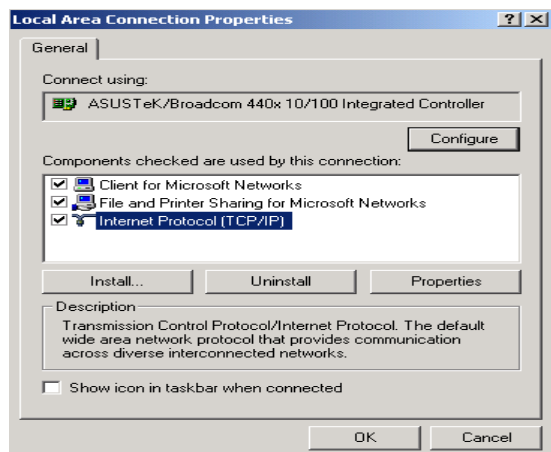 Local Area Connection Properties
General
Connect using:
ASUSTeK/Broadcom 440x 10/100 Integrated Controller
Configure
Components checked are used by this connection:
Client for Microsoft Networks
File and Printer Sharing for Microsoft Networks
Internet Protocol (TCP/IP)
Install... Uninstall Properties
Description
Transmission Control Protocol/Internet Protocol. The default
wide area network protocol that provides communication
across diverse interconnected networks.
Show icon in taskbar when connected
OK Cancel